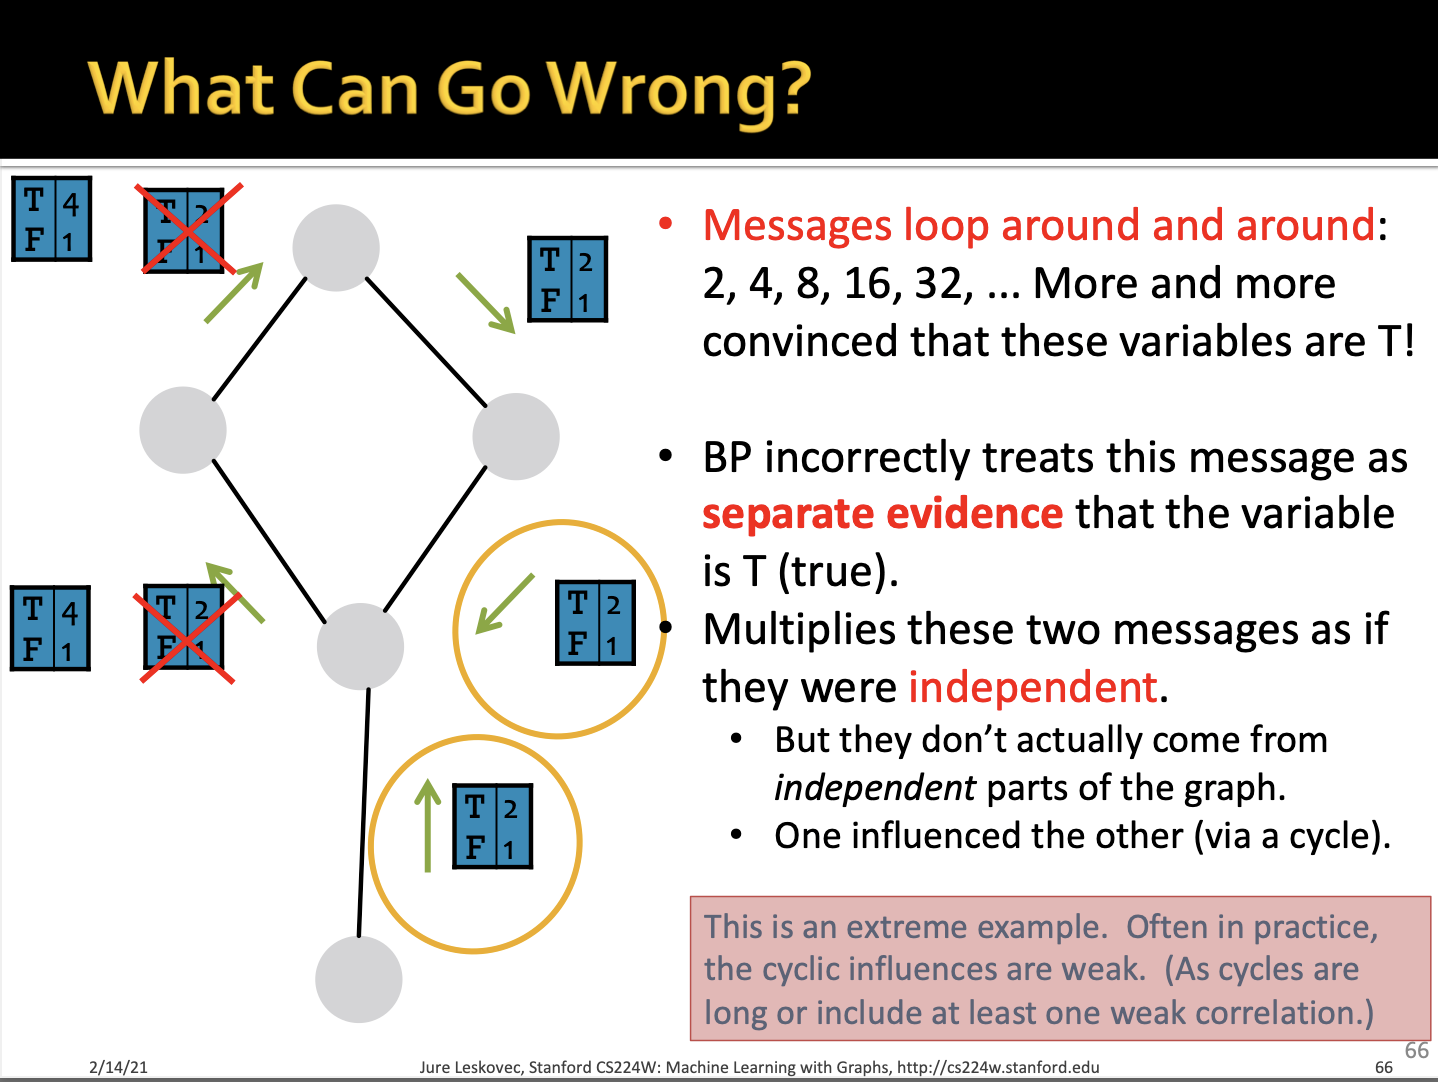 What Can Go Wrong?
T 4
F 1
T 2
F 1
T 2
F 1
T 4
F 1
T 2
F 1
T 2
F 1
T 2
F 1
• Messages loop around and around:
2, 4, 8, 16, 32, ... More and more
convinced that these variables are T!
• BP incorrectly treats this message as
separate evidence that the variable
is T (true).
• Multiplies these two messages as if
they were independent.
• But they don’t actually come from
independent parts of the graph.
• One influenced the other (via a cycle).
This is an extreme example. Often in practice,
the cyclic influences are weak. (As cycles are
long or include at least one weak correlation.)
66
2/14/21
Jure Leskovec, Stanford CS224W: Machine Learning with Graphs, http://cs224w.stanford.edu
66